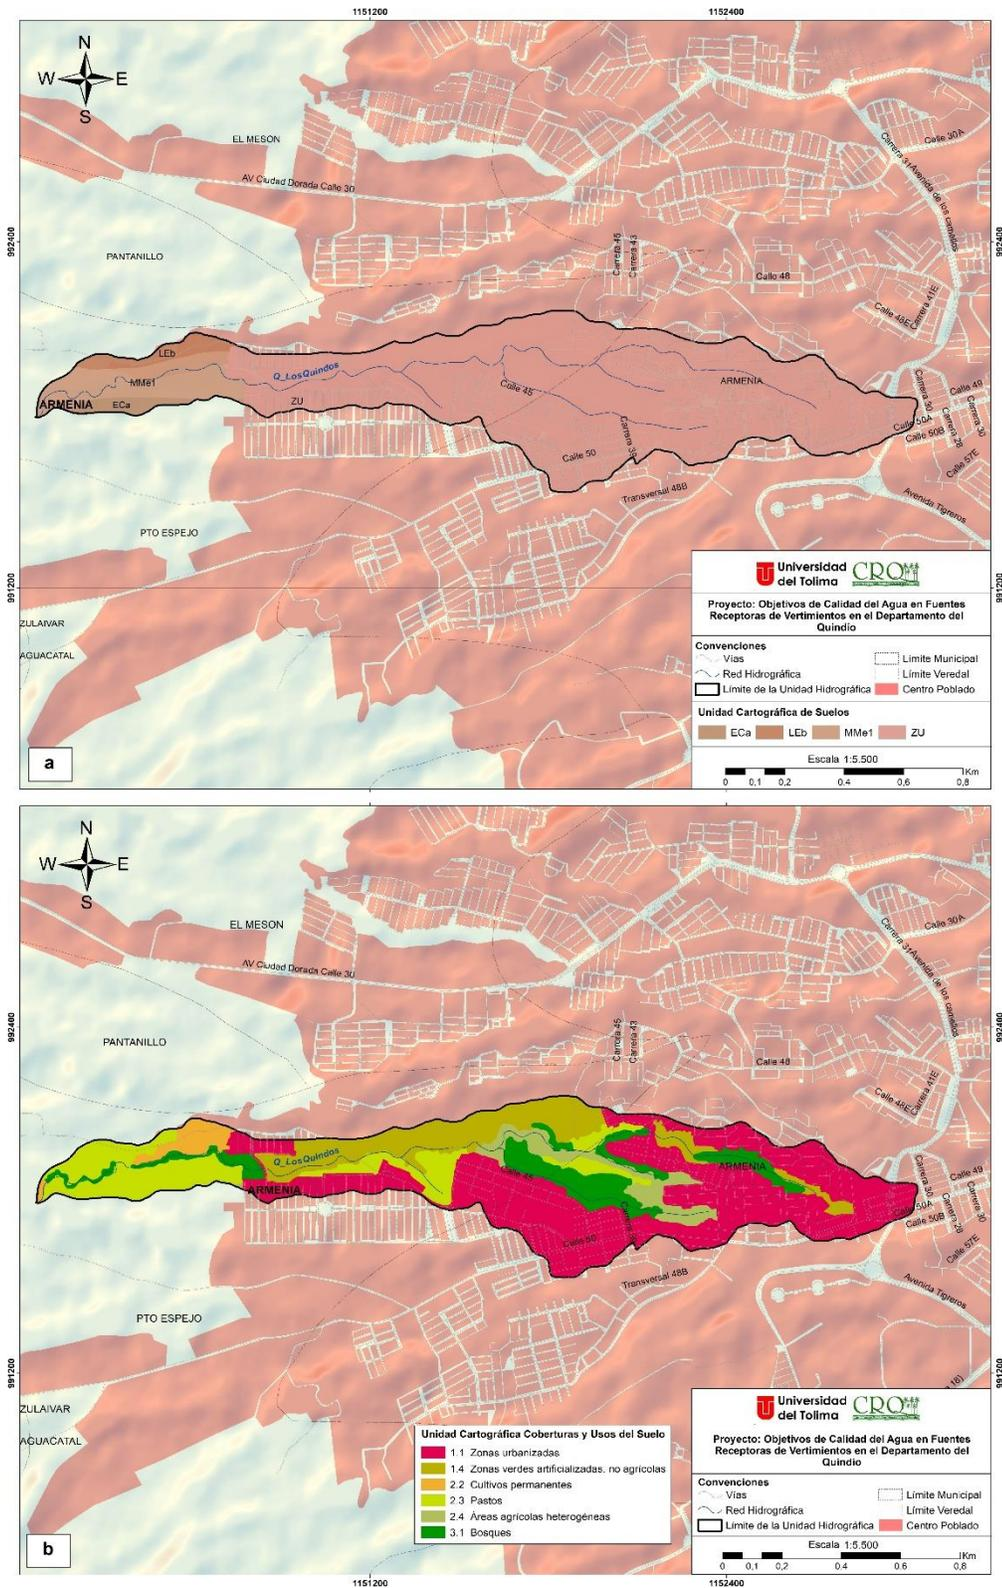 1151200
1152400
N
W E
S
EL MESON
AV Ciudad Dorada Calle 30
Calle 30A
Carrera 31
Avenida de los camellos
992400
992400
PANTANILLO
Carrera 45
Carrera 43
Calle 48
Carrera 41E
Calle 48E
LEb
MMe1
Q_LosQuindos
ARMENIA
Calle 45
ARMENIA
ECa
ZU
Carrera 30
Calle 49
Calle 50A
Calle 50B
Carrera 28
Carrera 30
Calle 50
Calle 57E
Transversal 48B
Avenida Tigreros
PTO ESPEJO
991200
991200
ZULAIVAR
AGUACATAL
Universidad del Tolima CRQ
Proyecto: Objetivos de Calidad del Agua en Fuentes
Receptoras de Vertimientos en el Departamento del
Quindio
Convenciones
Vías
Límite Municipal
Red Hidrográfica
Límite Veredal
Límite de la Unidad Hidrográfica
Centro Poblado
Unidad Cartográfica de Suelos
ECa LEb MMe1 ZU
Escala 1:5.500
0 0,1 0,2 0,4 0,6 0,8 Km
a
N
W E
S
EL MESON
AV Ciudad Dorada Calle 30
Calle 30A
Carrera 31
Avenida de los camellos
992400
992400
PANTANILLO
Carrera 45
Carrera 43
Calle 48
Carrera 41E
Calle 48E
Q_LosQuindos
ARMENIA
Calle 45
ARMENIA
Carrera 30
Calle 49
Calle 50A
Calle 50B
Carrera 28
Carrera 30
Calle 50
Calle 57E
Transversal 48B
Avenida Tigreros
PTO ESPEJO
991200
991200
ZULAIVAR
AGUACATAL
Universidad del Tolima CRQ
Proyecto: Objetivos de Calidad del Agua en Fuentes
Receptoras de Vertimientos en el Departamento del
Quindio
Unidad Cartográfica Coberturas y Usos del Suelo
1.1 Zonas urbanizadas
1.4 Zonas verdes artificializadas, no agrícolas
2.2 Cultivos permanentes
2.3 Pastos
2.4 Áreas agrícolas heterogéneas
3.1 Bosques
Convenciones
Vías
Límite Municipal
Red Hidrográfica
Límite Veredal
Límite de la Unidad Hidrográfica
Centro Poblado
Escala 1:5.500
0 0,1 0,2 0,4 0,6 0,8 Km
b
1151200
1152400